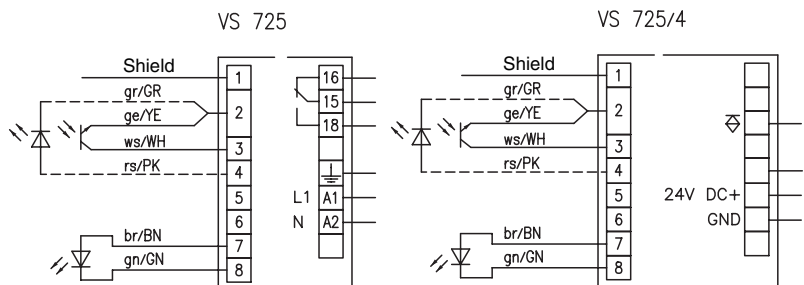 VS 725
VS 725/4
Shield
1
gr/GR
2
ge/YE
ws/WH
3
rs/PK
4
5
6
br/BN
7
gn/GN
8
16
15
18
L1 A1
N A2
Shield
1
gr/GR
2
ge/YE
ws/WH
3
rs/PK
4
5
6
br/BN
7
gn/GN
8
24V DC+
GND